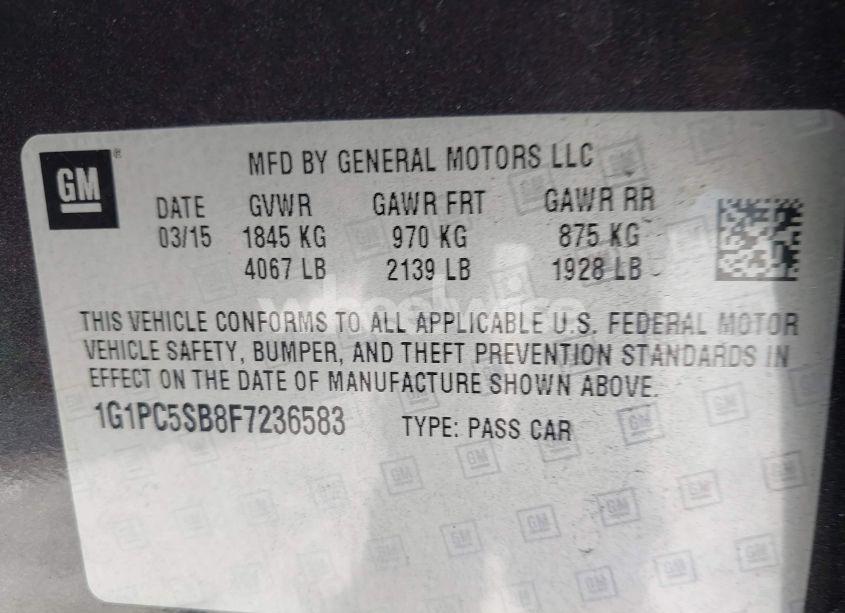 GM
MFD BY GENERAL MOTORS LLC
DATE GVWR GAWR FRT GAWR RR
03/15 1845 KG 970 KG 875 KG
4067 LB 2139 LB 1928 LB
THIS VEHICLE CONFORMS TO ALL APPLICABLE U.S. FEDERAL MOTOR
VEHICLE SAFETY, BUMPER, AND THEFT PREVENTION STANDARDS IN
EFFECT ON THE DATE OF MANUFACTURE SHOWN ABOVE.
1G1PC5SB8F7236583 TYPE: PASS CAR